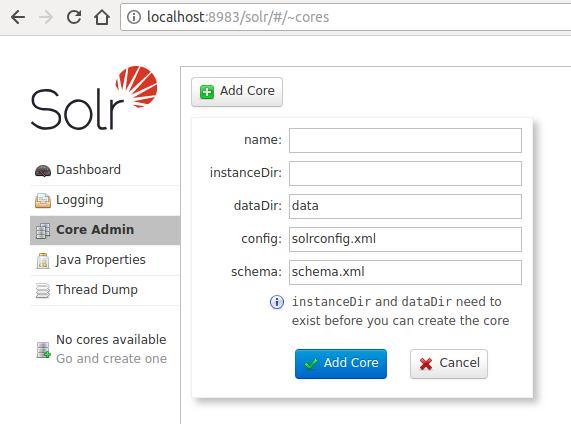 localhost:8983/solr/#/~cores
Solr
Add Core
name:
instanceDir:
dataDir: data
config: solrconfig.xml
schema: schema.xml
instanceDir and dataDir need to
exist before you can create the core
Add Core
Cancel
Dashboard
Logging
Core Admin
Java Properties
Thread Dump
No cores available
Go and create one